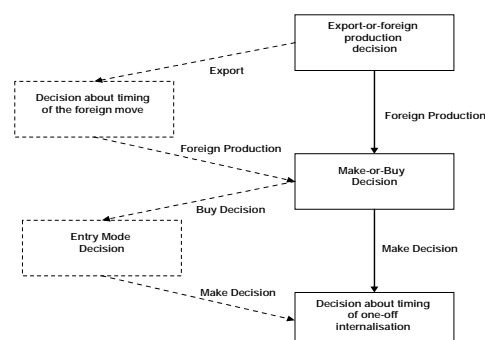 Export-or-foreign
production
decision
Export
Decision about timing
of the foreign move
Foreign Production
Foreign Production
Make-or-Buy
Decision
Buy Decision
Entry Mode
Decision
Make Decision
Make Decision
Decision about timing
of one-off
internalisation